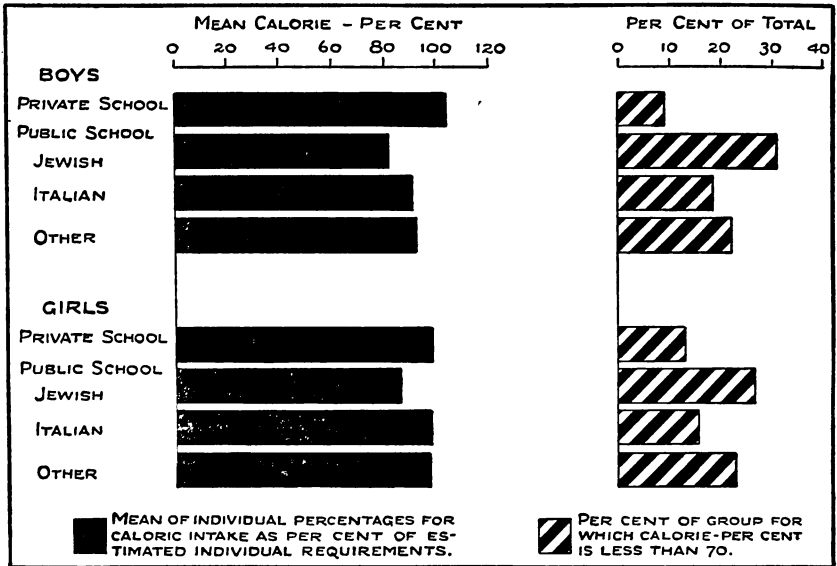 MEAN CALORIE - PER CENT
PER CENT OF TOTAL
0 20 40 60 80 100 120
0 10 20 30 40
BOYS
PRIVATE SCHOOL
PUBLIC SCHOOL
JEWISH
ITALIAN
OTHER
GIRLS
PRIVATE SCHOOL
PUBLIC SCHOOL
JEWISH
ITALIAN
OTHER
MEAN OF INDIVIDUAL PERCENTAGES FOR
CALORIC INTAKE AS PER CENT OF ES-
TIMATED INDIVIDUAL REQUIREMENTS.
PER CENT OF GROUP FOR
WHICH CALORIE-PER CENT
IS LESS THAN 70.